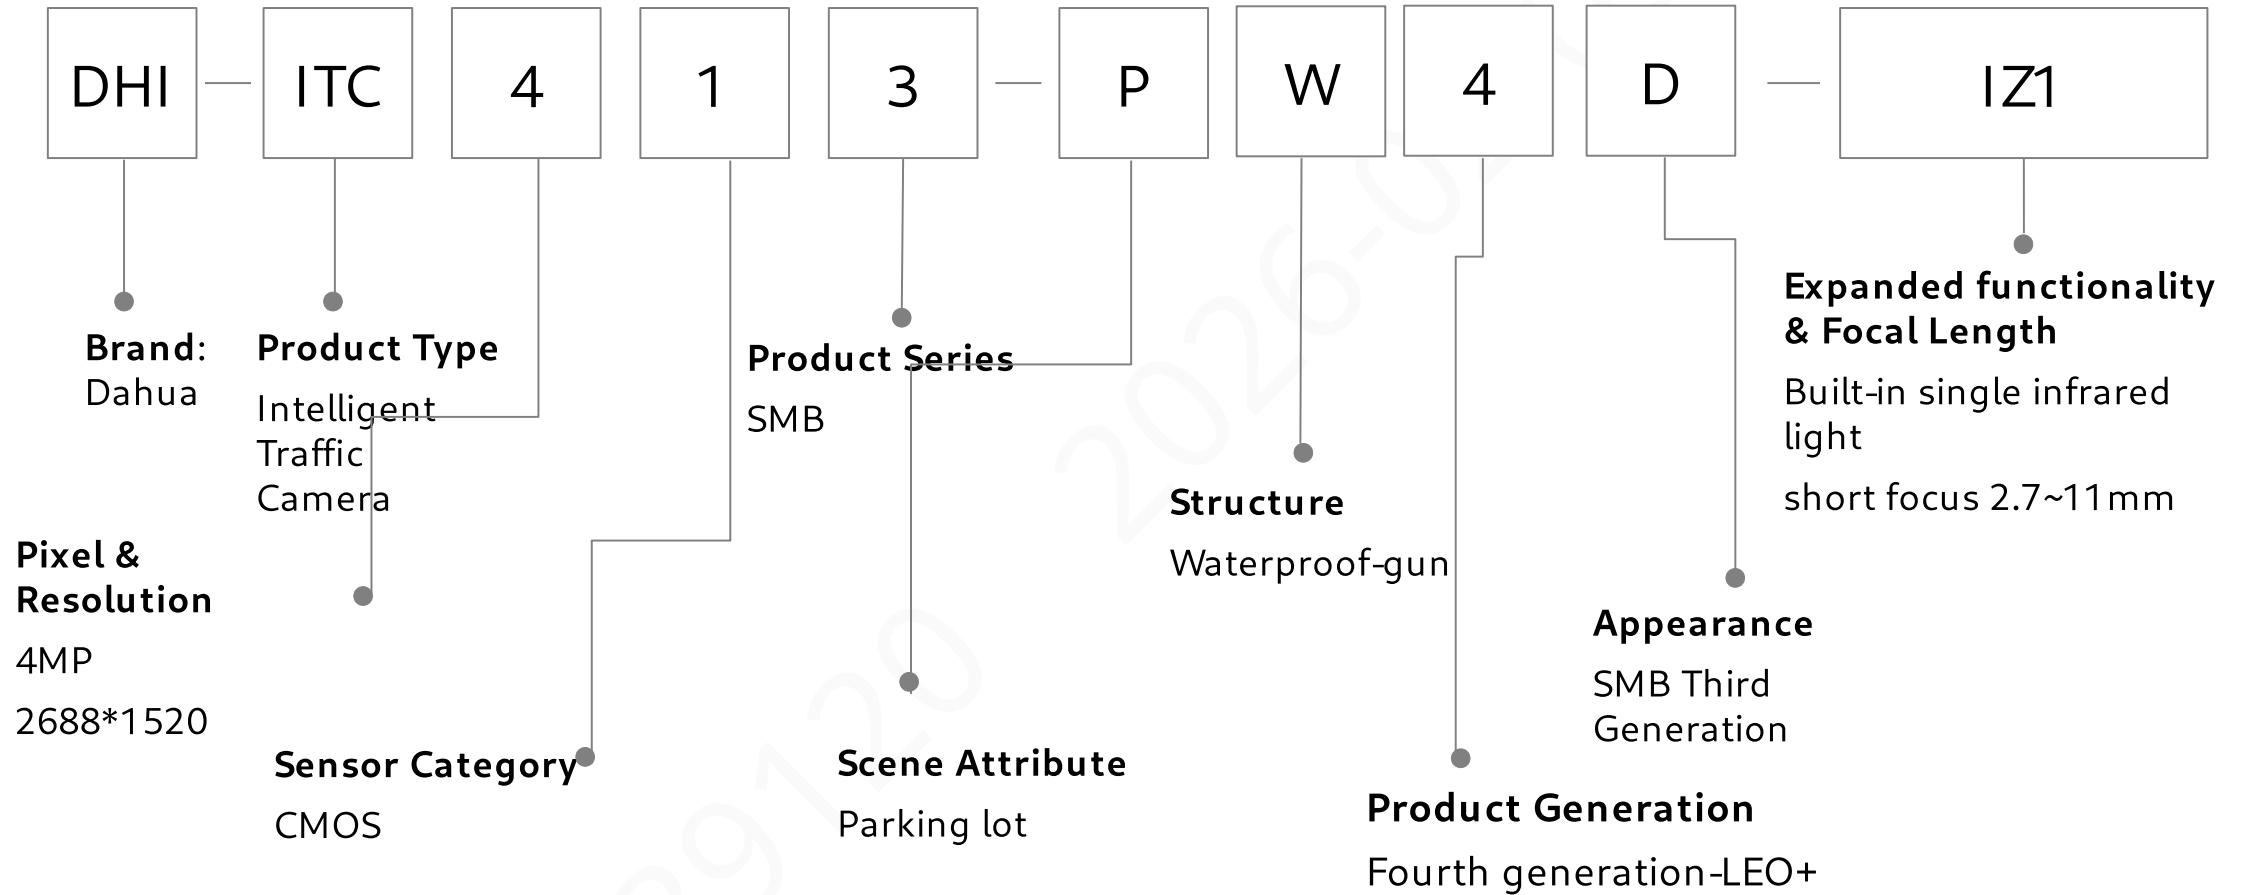 DHI — ITC 4 1 3 — P W 4 D — IZ1
Brand:
Dahua
Product Type
Intelligent
Traffic
Camera
Pixel &
Resolution
4MP
2688*1520
Sensor Category
CMOS
Product Series
SMB
Scene Attribute
Parking lot
Structure
Waterproof-gun
Product Generation
Fourth generation-LEO+
Appearance
SMB Third
Generation
Expanded functionality
& Focal Length
Built-in single infrared
light
short focus 2.7~11mm